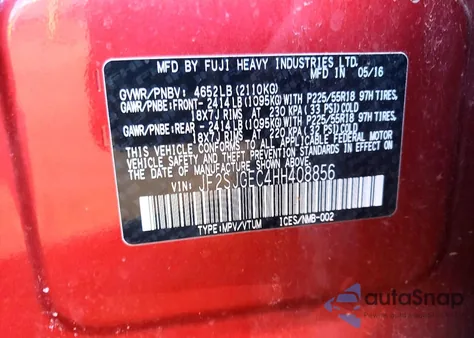 MFD BY FUJI HEAVY INDUSTRIES LTD.
MFD IN 05/16
GVWR/PNBV: 4652LB (2110KG)
GAWR/PNBE:FRONT- 2414LB (1095KG)WITH P225/55R18 97H TIRES,
18X7J RIMS AT 230 KPA (33 PSI)COLD
GAWR/PNBE:REAR - 2414LB (1095KG)WITH P225/55R18 97H TIRES,
18X7J RIMS AT 220 KPA (32 PSI)COLD
THIS VEHICLE CONFORMS TO ALL APPLICABLE FEDERAL MOTOR
VEHICLE SAFETY AND THEFT PREVENTION STANDARDS IN EFFECT ON
THE DATE OF MANUFACTURE SHOWN ABOVE.
VIN: JF2SJGEC4HH408856
TYPE:MPV/VTUM ICES/NMB-002
autoSnap